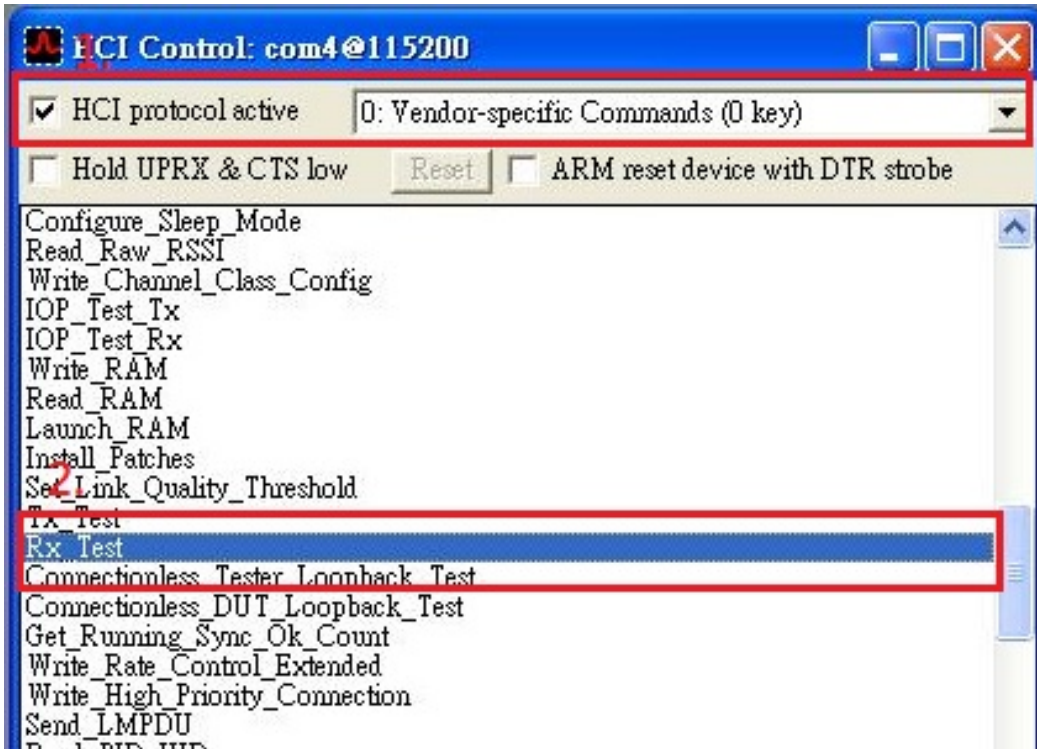 HCI Control: com4@115200
1.
HCI protocol active 0: Vendor-specific Commands (0 key)
Hold UPRX & CTS low Reset ARM reset device with DTR strobe
Configure_Sleep_Mode
Read_Raw_RSSI
Write_Channel_Class_Config
IOP_Test_Tx
IOP_Test_Rx
Write_RAM
Read_RAM
Launch_RAM
Install_Patches
2.
Set_Link_Quality_Threshold
Tx_Test
Rx_Test
Connectionless_Tester_Loopback_Test
Connectionless_DUT_Loopback_Test
Get_Running_Sync_Ok_Count
Write_Rate_Control_Extended
Write_High_Priority_Connection
Send_LMPDU